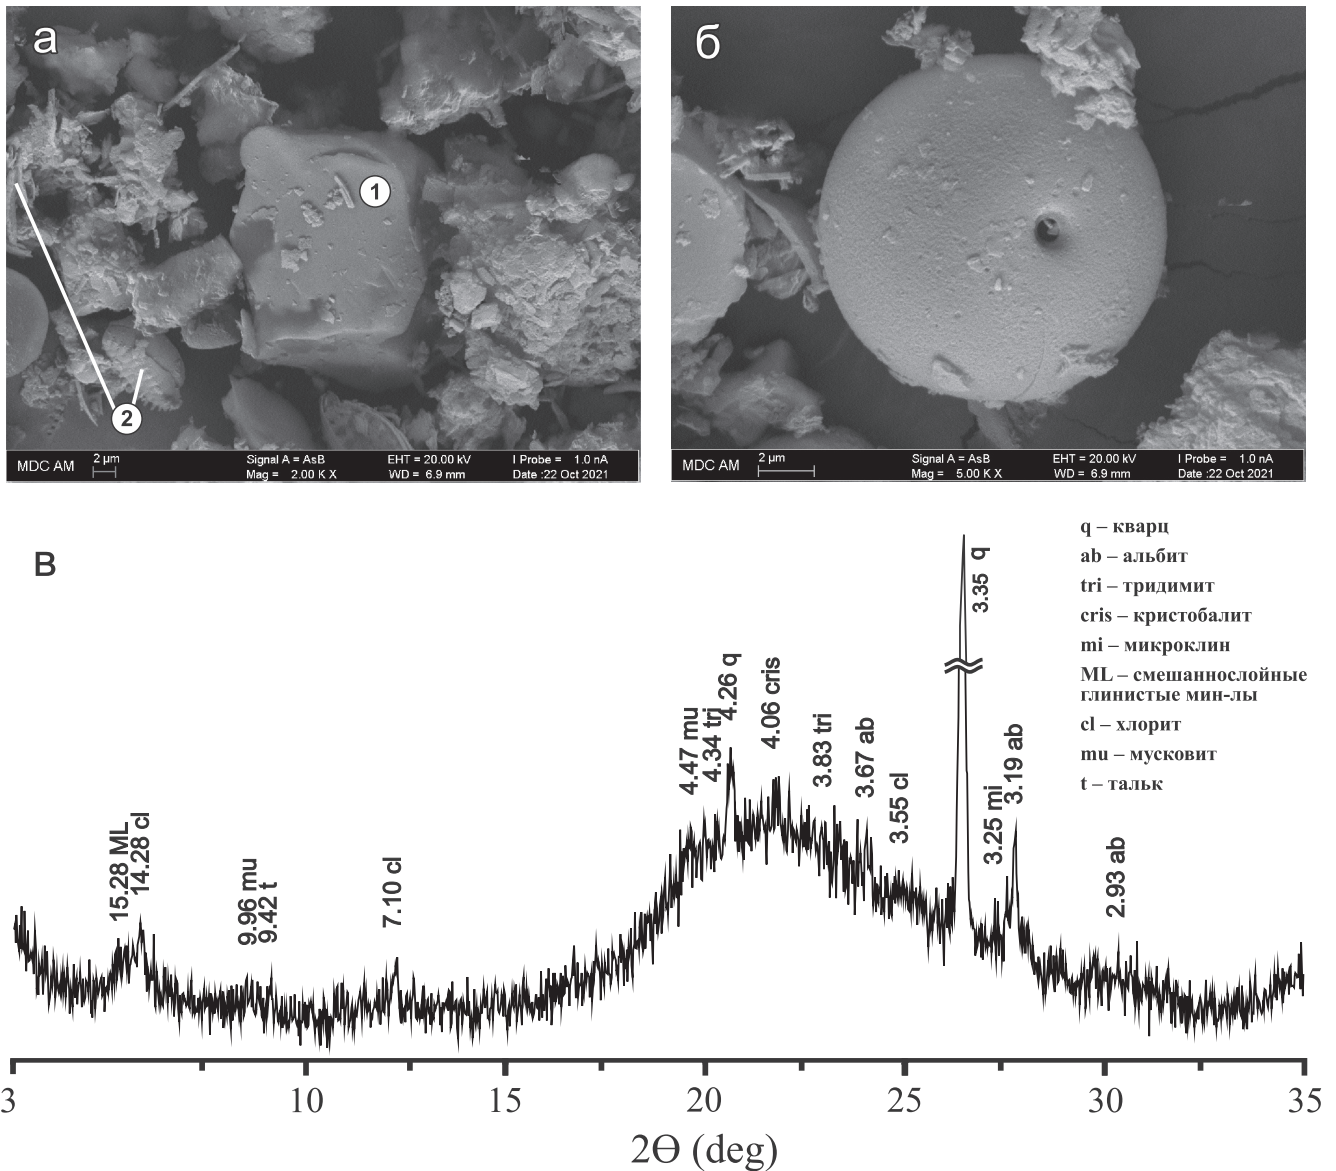 а
1
2
MDC AM
2 µm
Signal A = AsB
Mag = 2.00 K X
EHT = 20.00 kV
WD = 6.9 mm
I Probe = 1.0 nA
Date :22 Oct 2021
б
MDC AM
2 µm
Signal A = AsB
Mag = 5.00 K X
EHT = 20.00 kV
WD = 6.9 mm
I Probe = 1.0 nA
Date :22 Oct 2021
в
15.28 ML
14.28 cl
9.96 mu
9.42 t
7.10 cl
4.47 mu
4.34 tri
4.26 q
4.06 cris
3.83 tri
3.67 ab
3.55 cl
3.35 q
3.25 mi
3.19 ab
2.93 ab
q – кварц
ab – альбит
tri – тридимит
cris – кристобалит
mi – микроклин
ML – смешаннослойные
глинистые мин-лы
cl – хлорит
mu – мусковит
t – тальк
3
10
15
20
25
30
35
2Ө (deg)